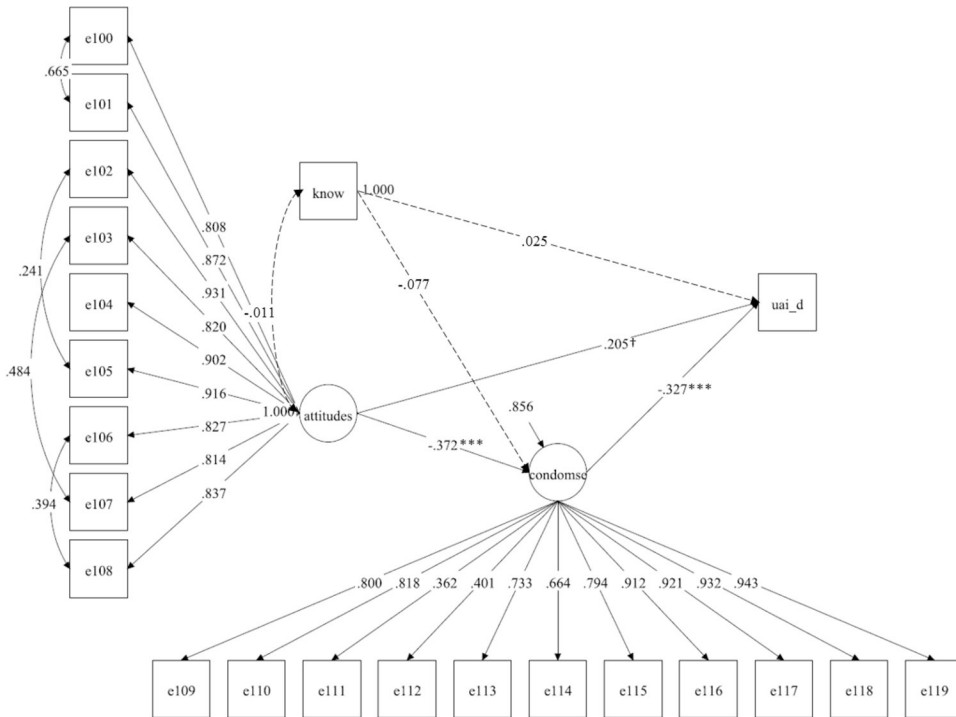 e100
.665
e101
e102
know
1.000
.808
e103
.872
.025
-.077
.931
.241
-.011
.820
e104
uai_d
.902
.205†
.484
e105
.916
-.327***
1.000
attitudes
.856
e106
.827
-.372***
.814
condomse
.837
.394
e107
e108
.800
.818
.362
.401
.733
.664
.794
.912
.921
.932
.943
e109
e110
e111
e112
e113
e114
e115
e116
e117
e118
e119